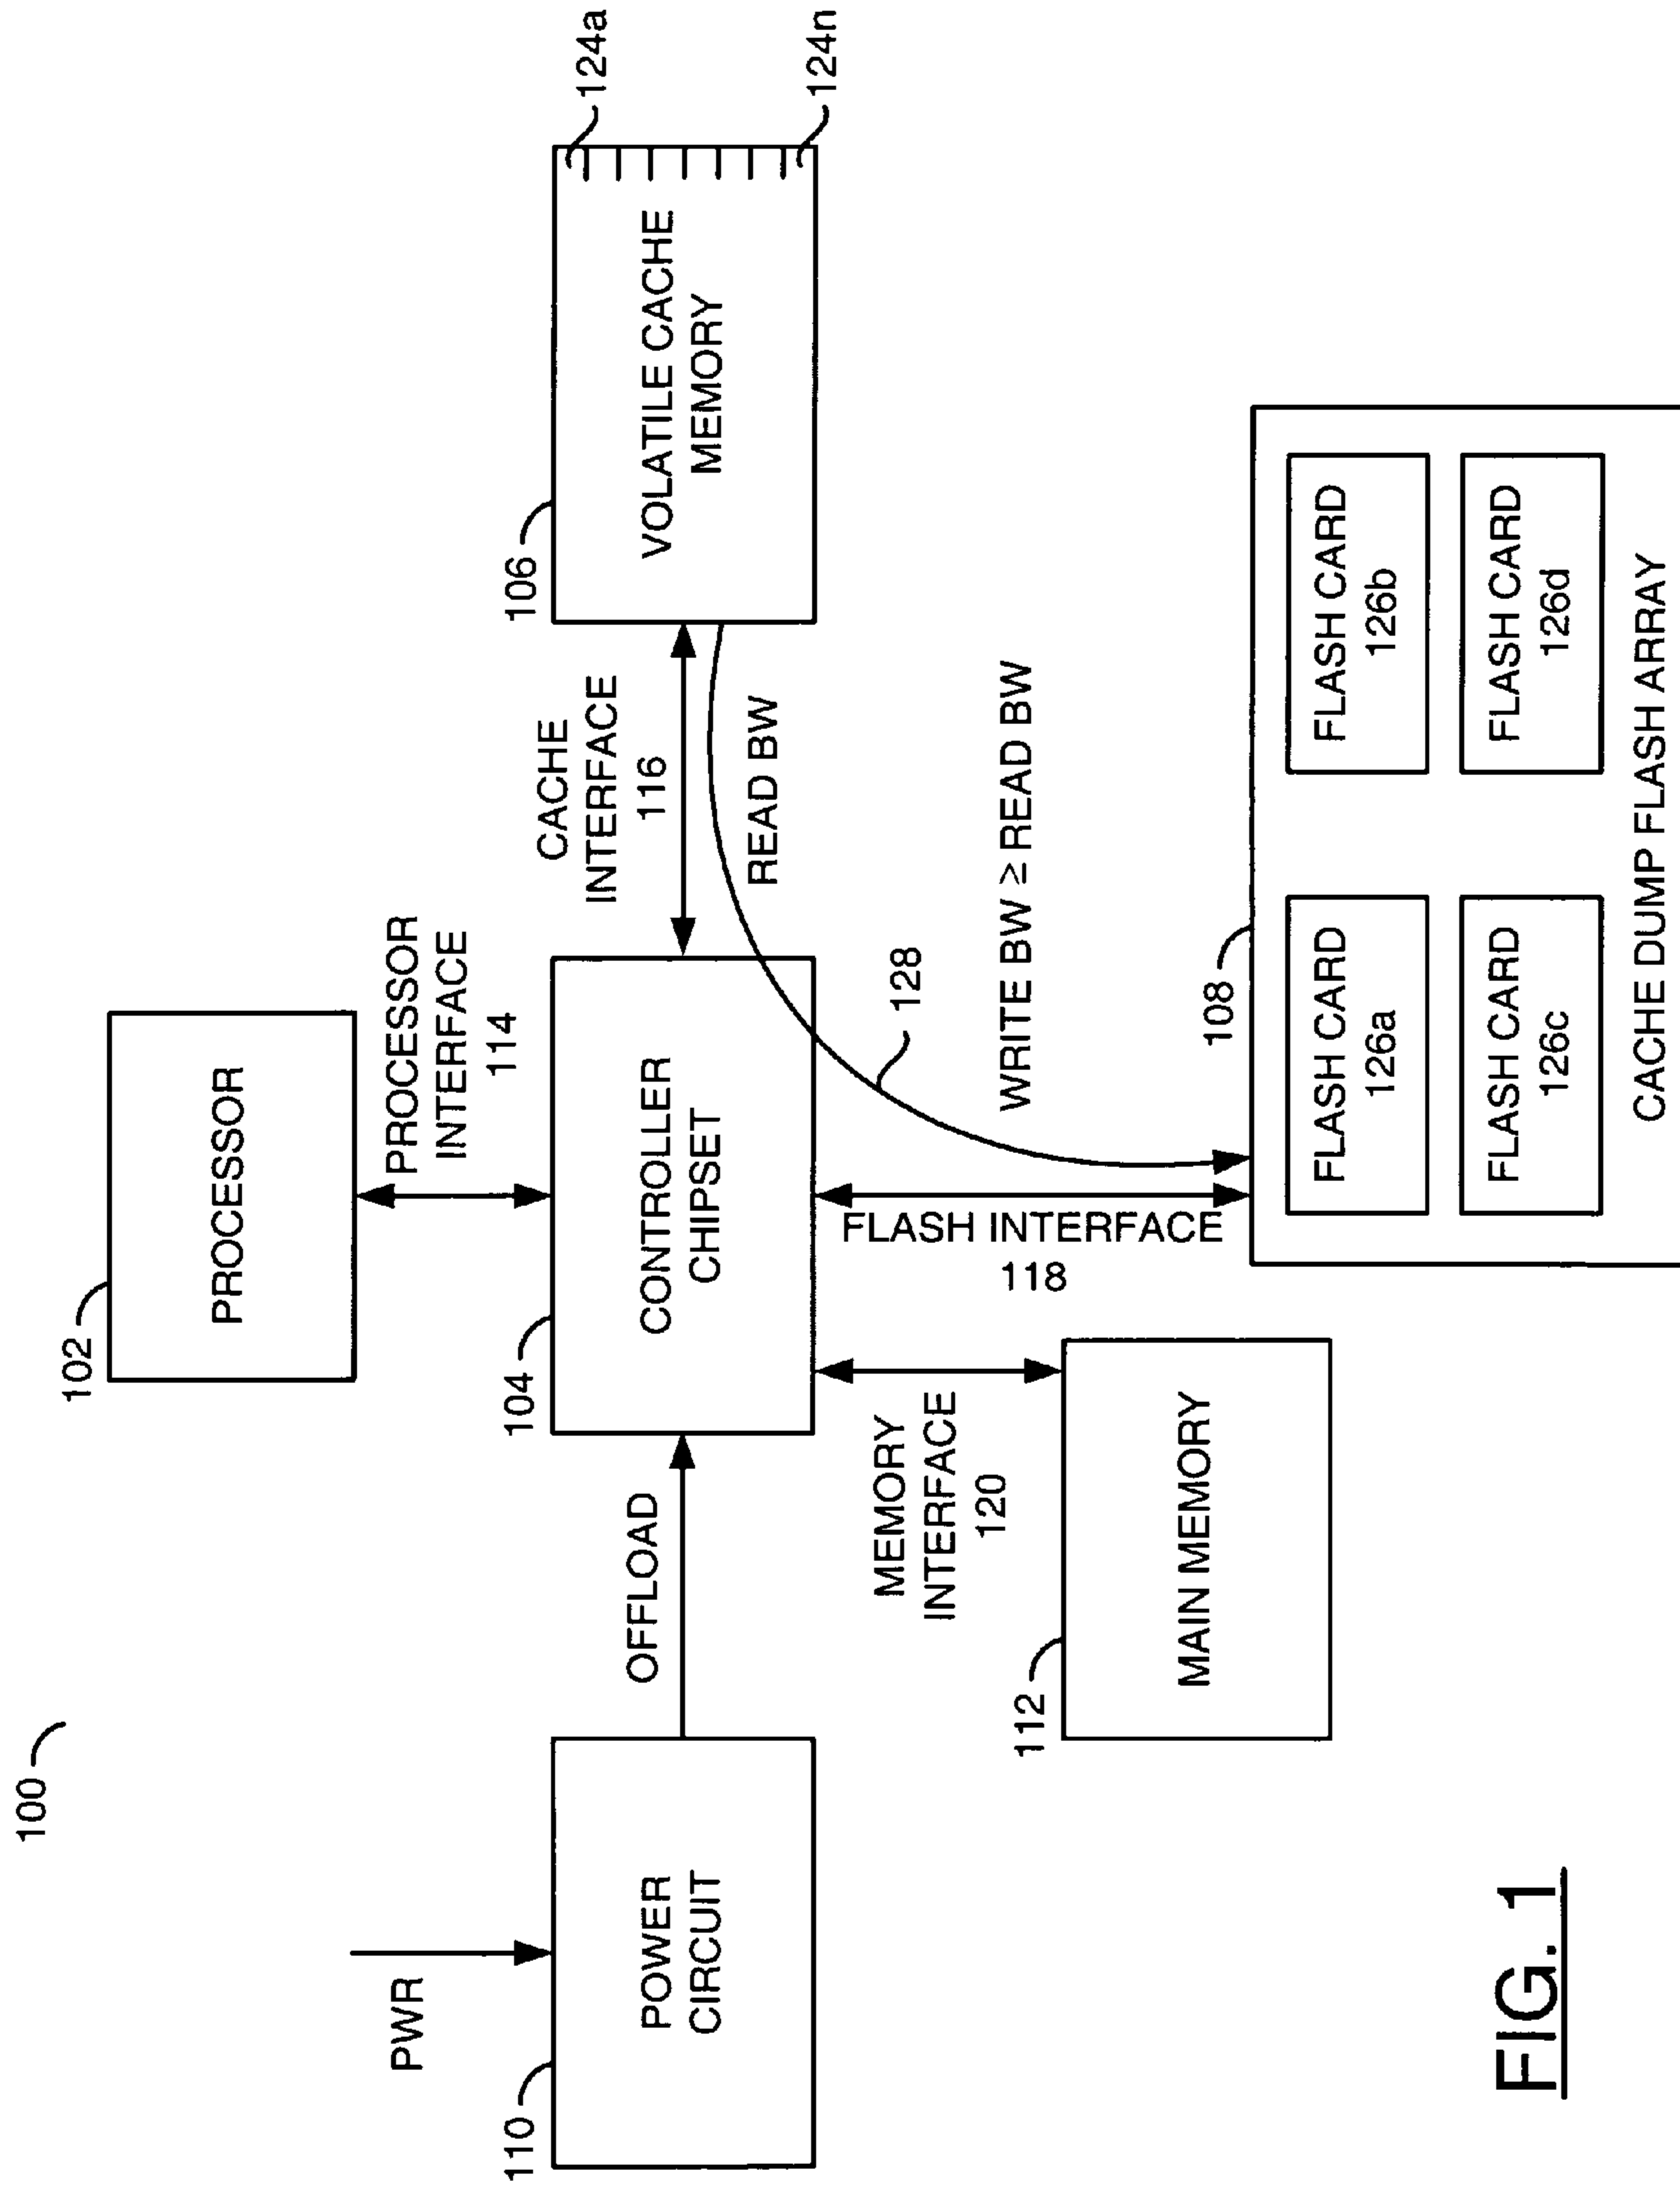 100
PWR
110
POWER
CIRCUIT
OFFLOAD
102
PROCESSOR
PROCESSOR
INTERFACE
114
104
CONTROLLER
CHIPSET
CACHE
INTERFACE
116
106
VOLATILE CACHE
MEMORY
124a
124n
READ BW
128
WRITE BW ≥ READ BW
MEMORY
INTERFACE
120
112
MAIN MEMORY
FLASH INTERFACE
118
108
FLASH CARD
126a
FLASH CARD
126b
FLASH CARD
126c
FLASH CARD
126d
CACHE DUMP FLASH ARRAY
FIG. 1